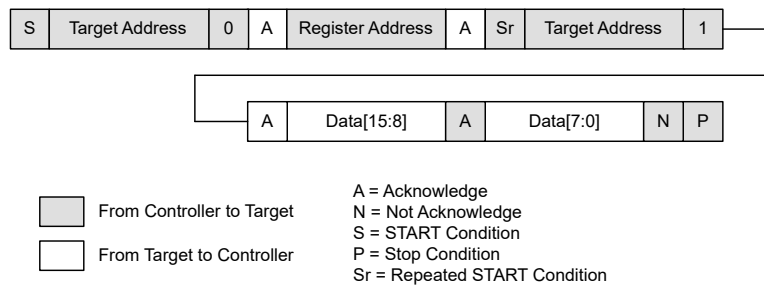 S Target Address 0 A Register Address A Sr Target Address 1
A Data[15:8] A Data[7:0] N P
From Controller to Target
From Target to Controller
A = Acknowledge
N = Not Acknowledge
S = START Condition
P = Stop Condition
Sr = Repeated START Condition